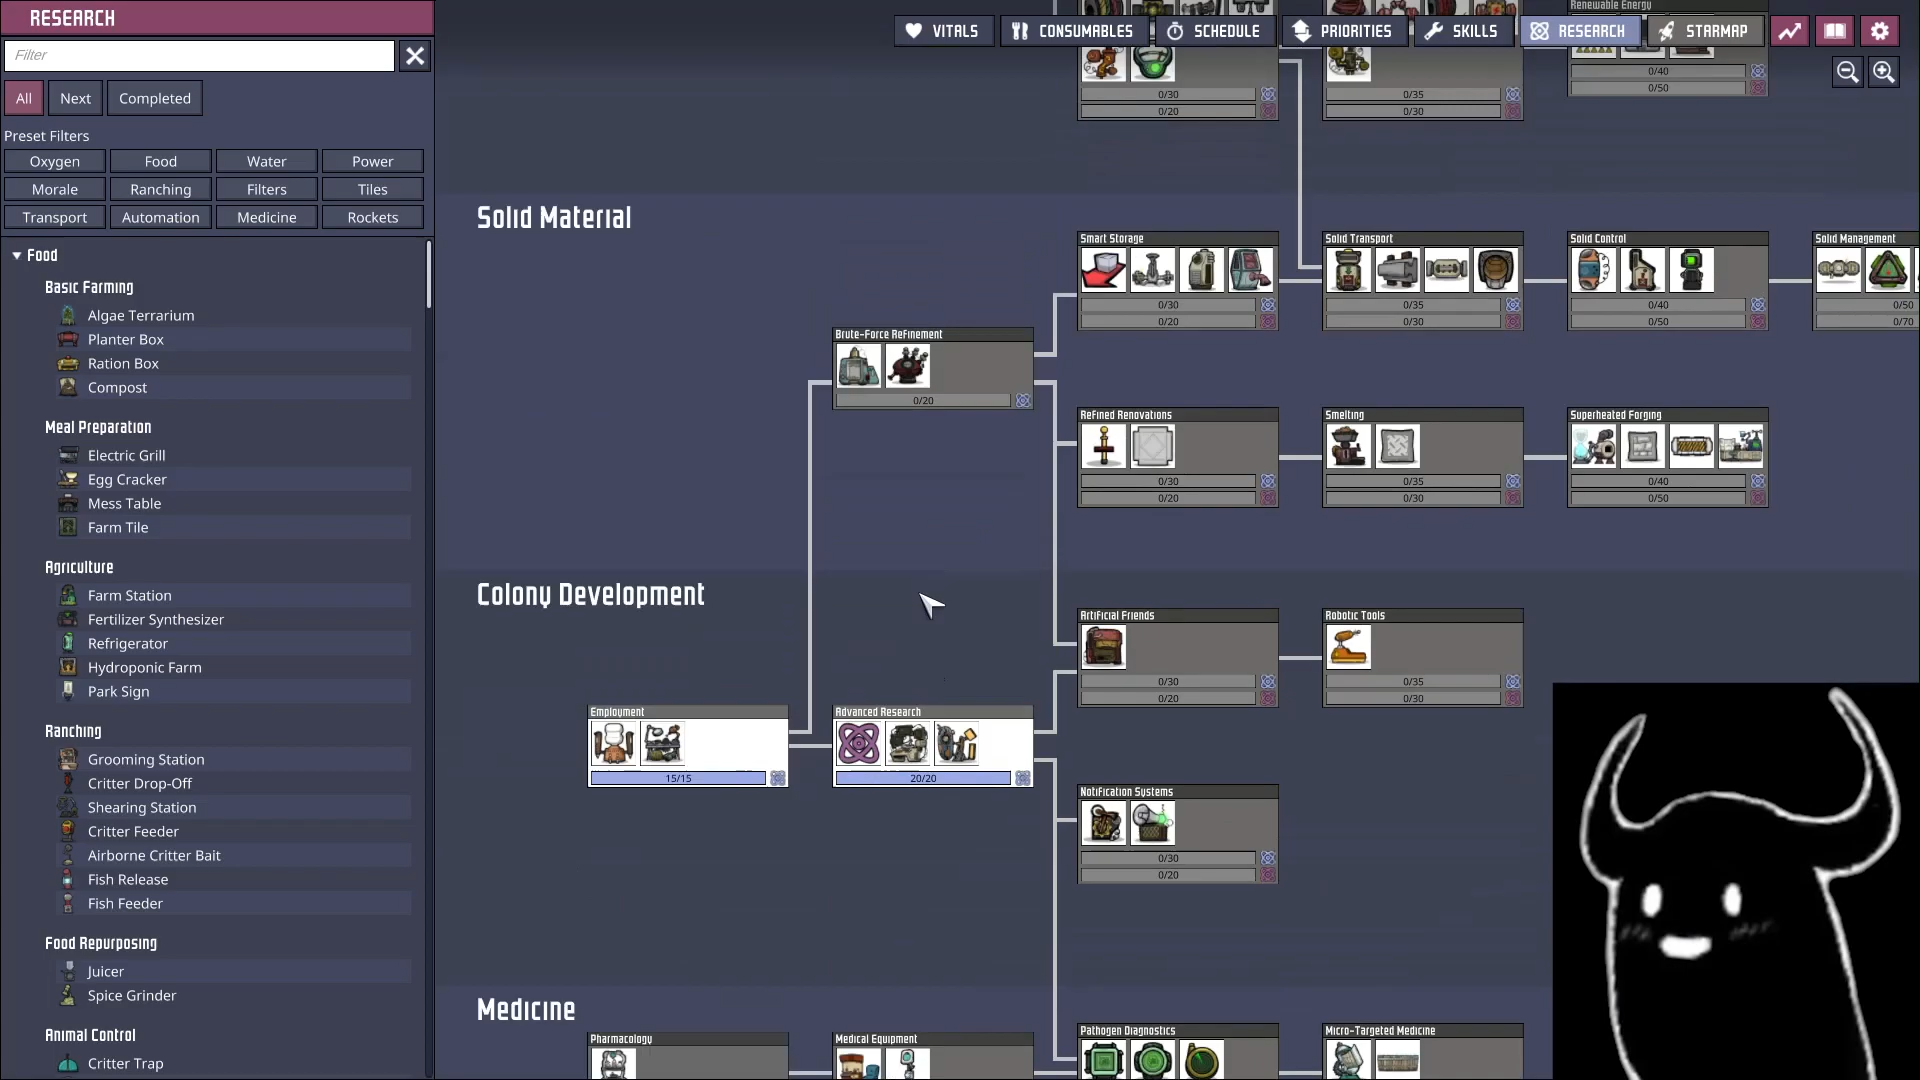 RESEARCH
Filter
All
Next
Completed
Preset Filters
Oxygen
Food
Water
Power
Morale
Ranching
Filters
Tiles
Transport
Automation
Medicine
Rockets
Food
Basic Farming
Algae Terrarium
Planter Box
Ration Box
Compost
Meal Preparation
Electric Grill
Egg Cracker
Mess Table
Farm Tile
Agriculture
Farm Station
Fertilizer Synthesizer
Refrigerator
Hydroponic Farm
Park Sign
Ranching
Grooming Station
Critter Drop-Off
Shearing Station
Critter Feeder
Airborne Critter Bait
Fish Release
Fish Feeder
Food Repurposing
Juicer
Spice Grinder
Animal Control
Critter Trap
VITALS
CONSUMABLES
SCHEDULE
PRIORITIES
SKILLS
RESEARCH
STARMAP
Renewable Energy
0/40
0/50
0/30
0/20
0/35
0/30
Solid Material
Smart Storage
0/30
0/20
Solid Transport
0/35
0/30
Solid Control
0/40
0/50
Solid Management
0/50
0/70
Brute-Force Refinement
0/20
Refined Renovations
0/30
0/20
Smelting
0/35
0/30
Superheated Forging
0/40
0/50
Colony Development
Artificial Friends
0/30
0/20
Robotic Tools
0/35
0/30
Employment
15/15
Advanced Research
20/20
Notification Systems
0/30
0/20
Medicine
Pharmacology
Medical Equipment
Pathogen Diagnostics
Micro-Targeted Medicine